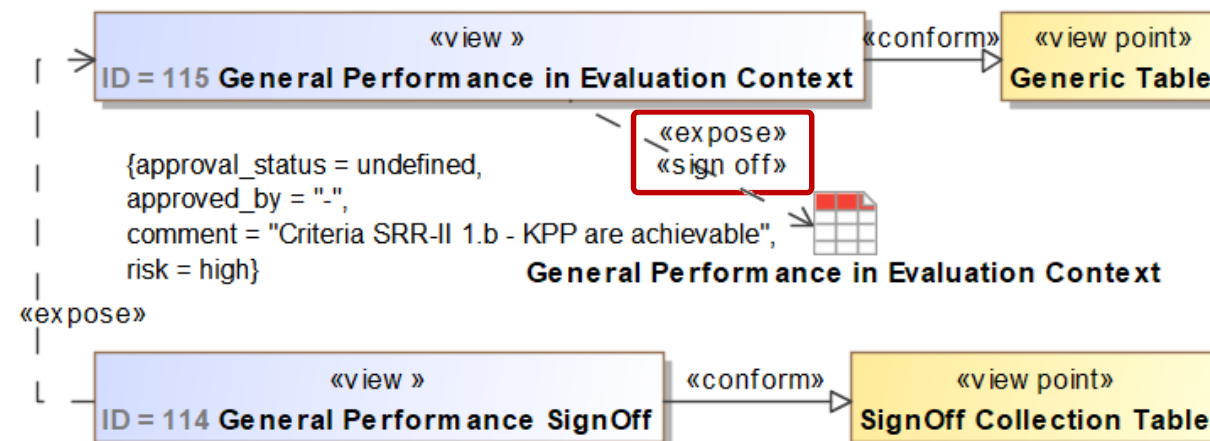 «view »
ID = 115 General Performance in Evaluation Context
«conform»
«view point»
Generic Table
«expose»
«sign off»
{approval_status = undefined,
approved_by = "-",
comment = "Criteria SRR-II 1.b - KPP are achievable",
risk = high}
General Performance in Evaluation Context
«expose»
«view »
ID = 114 General Performance SignOff
«conform»
«view point»
SignOff Collection Table